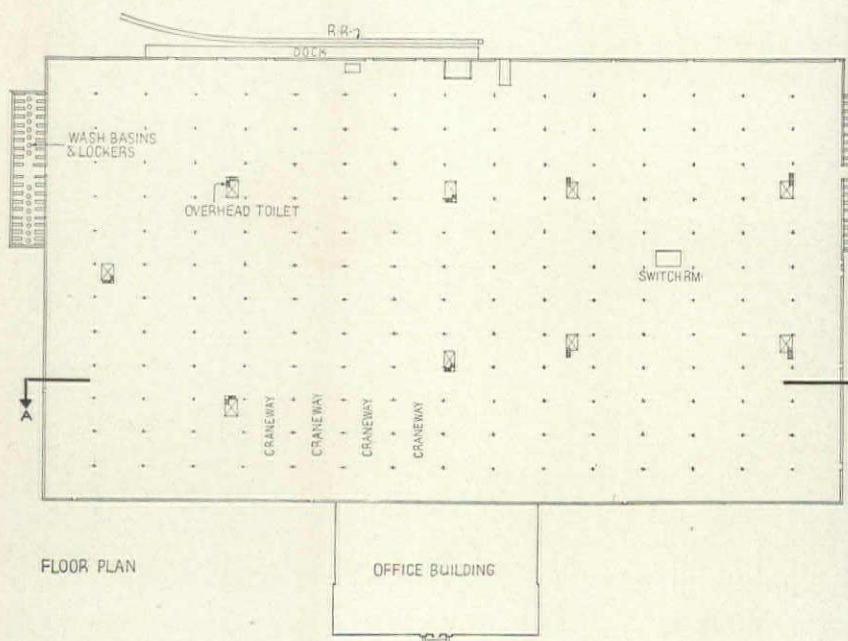 R·R·
DOCK
WASH BASINS
& LOCKERS
OVERHEAD TOILET
SWITCH RM·
A
CRANEWAY
CRANEWAY
CRANEWAY
CRANEWAY
FLOOR PLAN
OFFICE BUILDING